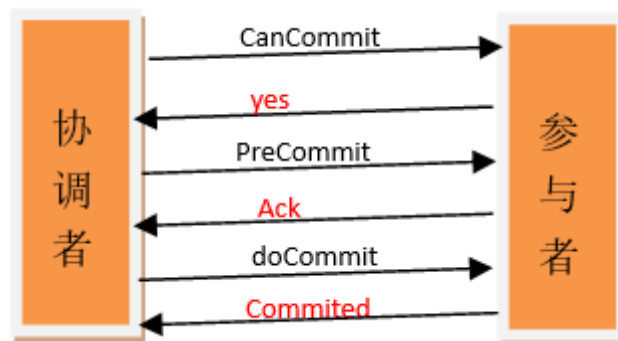 协调者
CanCommit
yes
PreCommit
Ack
doCommit
Commited
参与者